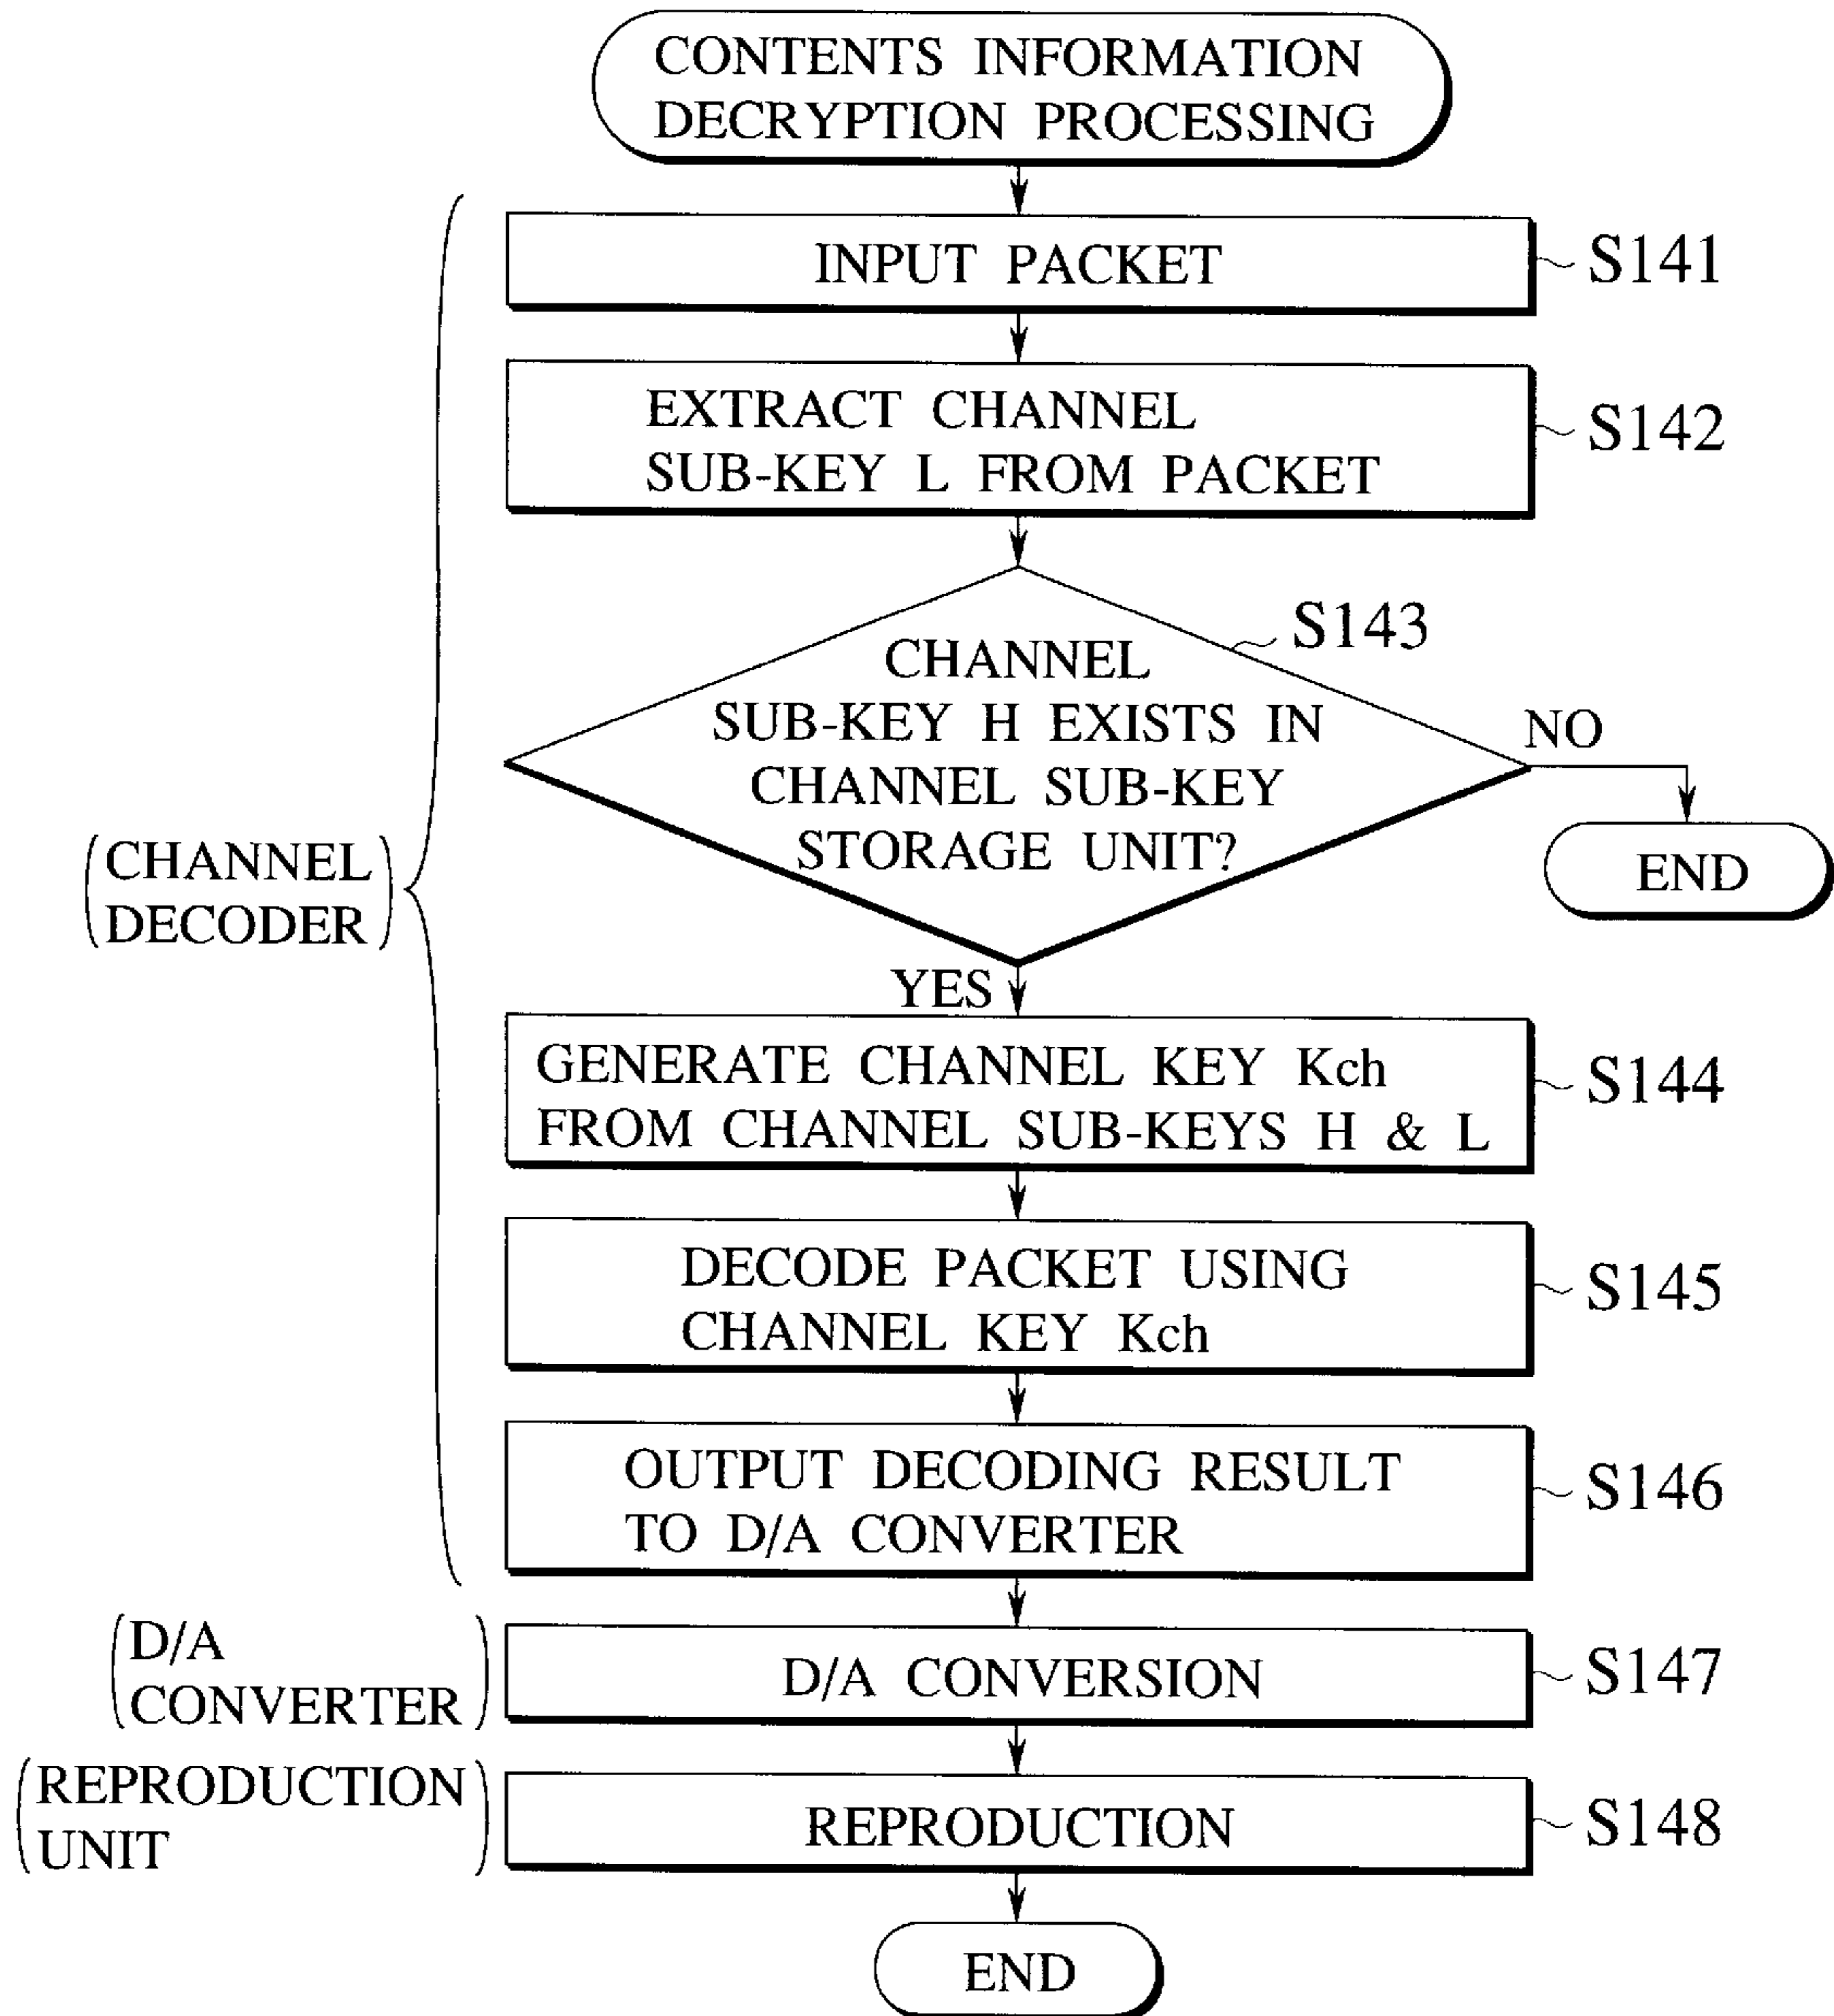 CONTENTS INFORMATION
DECRYPTION PROCESSING
INPUT PACKET
S141
EXTRACT CHANNEL
SUB-KEY L FROM PACKET
S142
S143
CHANNEL
SUB-KEY H EXISTS IN
CHANNEL SUB-KEY
STORAGE UNIT?
NO
END
(CHANNEL
DECODER)
YES
GENERATE CHANNEL KEY Kch
FROM CHANNEL SUB-KEYS H & L
S144
DECODE PACKET USING
CHANNEL KEY Kch
S145
OUTPUT DECODING RESULT
TO D/A CONVERTER
S146
(D/A
CONVERTER)
D/A CONVERSION
S147
(REPRODUCTION
UNIT)
REPRODUCTION
S148
END